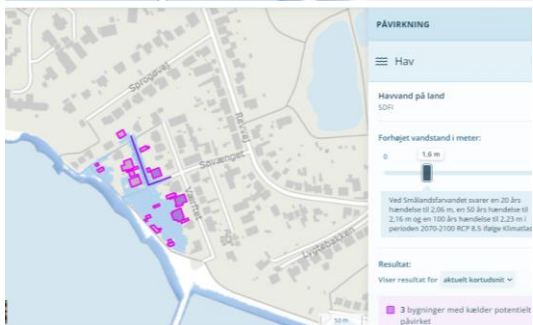 PÅVIRKNING
Hav
Havvand på land
SDFI
Forhøjet vandstand i meter:
0
1,6 m
Ved Smålandsfarvandet svarer en 20 års
hændelse til 2,06 m, en 50 års hændelse til
2,16 m og en 100 års hændelse til 2,23 m i
perioden 2070-2100 RCP 8.5 ifølge Klimatlas
Resultat:
Viser resultat for aktuelt kortudsnit
3 bygninger med kælder potentielt
påvirket
Sprogøvej
Revvej
Søvænget
Lyngbakken
50 m